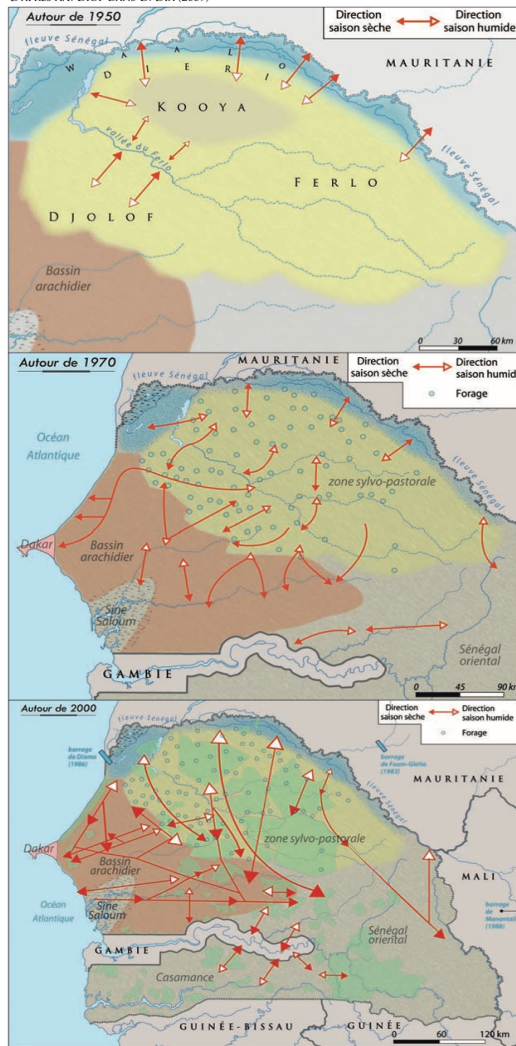 Autour de 1950
Direction
saison sèche
Direction
saison humide
MAURITANIE
WAALO
DIERI
KOOYA
fleuve Sénégal
vallée du Ferlo
FERLO
DJOLOF
fleuve Sénégal
Bassin
arachidier
0 30 60 km
Autour de 1970
MAURITANIE
Direction
saison sèche
Direction
saison humide
Forage
fleuve Sénégal
Océan
Atlantique
zone sylvo-pastorale
fleuve Sénégal
Dakar
Bassin
arachidier
Sine
Saloum
Sénégal
oriental
GAMBIE
0 45 90 km
Autour de 2000
Direction
saison sèche
Direction
saison humide
Forage
fleuve Sénégal
barrage
de Diama
(1986)
barrage
de Foum-Gleita
MAURITANIE
fleuve Sénégal
zone sylvo-pastorale
Dakar
Bassin
arachidier
MALI
Océan
Atlantique
Sine
Saloum
Sénégal
oriental
barrage
de Manantali
(1988)
GAMBIE
Casamance
GUINÉE-BISSAU
GUINÉE
0 60 120 km